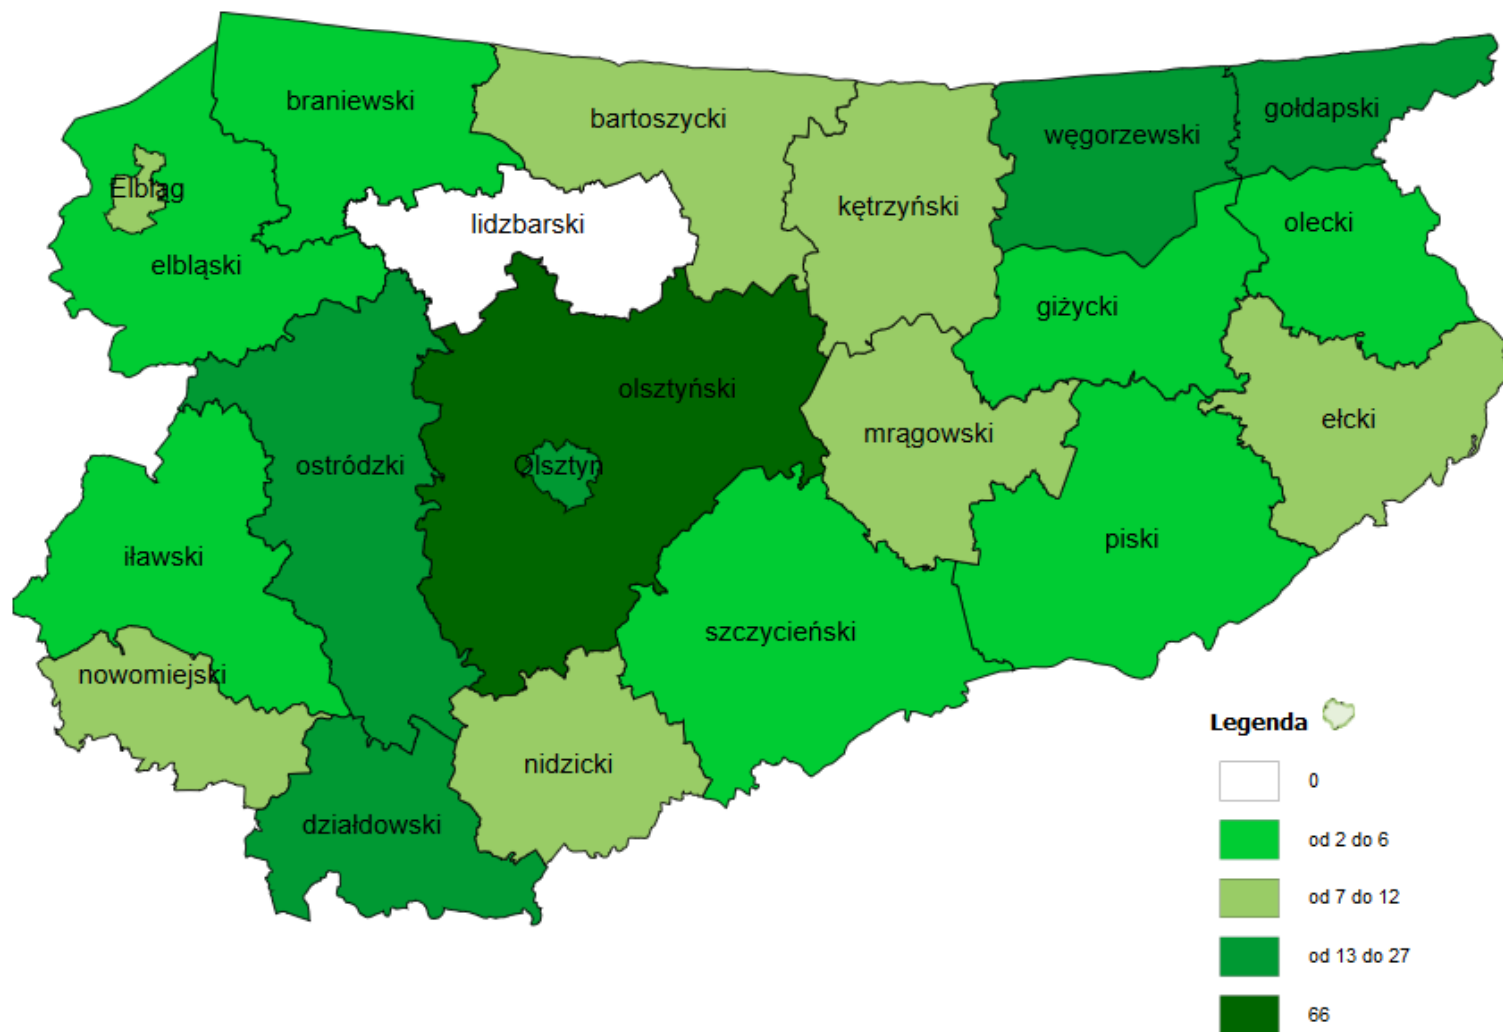 braniewski
bartoszycki
gołdapski
węgorzewski
Elbląg
kętrzyński
lidzbarski
olecki
elbląski
giżycki
olsztyński
ełcki
mrągowski
ostródzki
Olsztyn
piski
iławski
szczycieński
nowomiejski
nidzicki
działdowski
Legenda
0
od 2 do 6
od 7 do 12
od 13 do 27
66